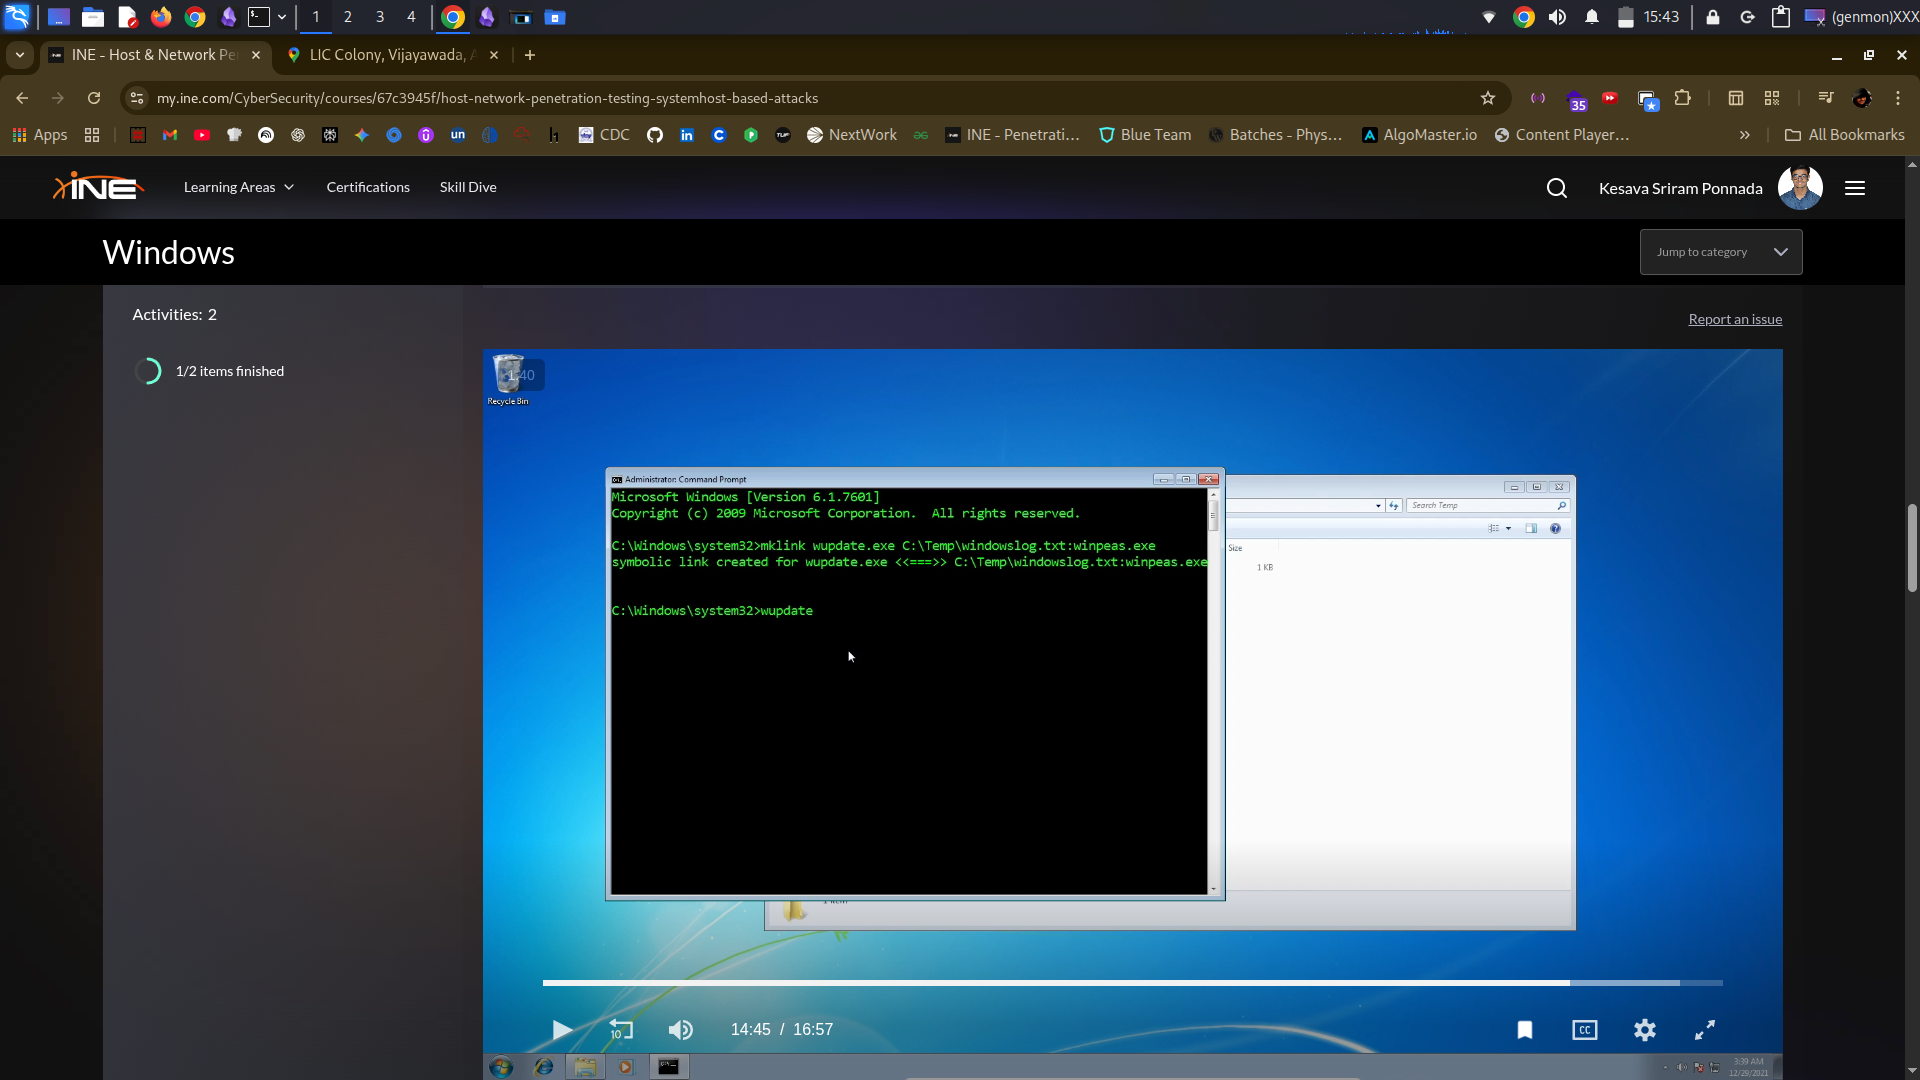 1 2 3 4
15:43
(genmon)XXX
INE - Host & Network Pe
LIC Colony, Vijayawada, A
my.ine.com/CyberSecurity/courses/67c3945f/host-network-penetration-testing-systemhost-based-attacks
35
Apps
CDC
NextWork
INE - Penetrati...
Blue Team
Batches - Phys...
AlgoMaster.io
Content Player...
All Bookmarks
INE
Learning Areas
Certifications
Skill Dive
Kesava Sriram Ponnada
Windows
Jump to category
Activities: 2
Report an issue
1/2 items finished
1.40
Recycle Bin
Administrator: Command Prompt
Microsoft Windows [Version 6.1.7601]
Copyright (c) 2009 Microsoft Corporation.  All rights reserved.
Search Temp
C:\Windows\system32>mklink wupdate.exe C:\Temp\windowslog.txt:winpeas.exe
Size
symbolic link created for wupdate.exe <<===>> C:\Temp\windowslog.txt:winpeas.exe
1 KB
C:\Windows\system32>wupdate
10
14:45 / 16:57
CC
3:39 AM
12/29/2021